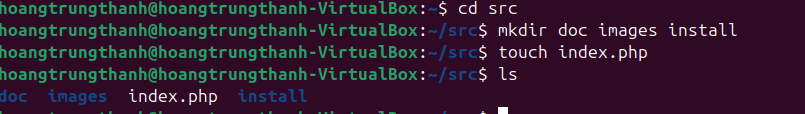 hoangtrungthanh@hoangtrungthanh-VirtualBox:~$ cd src
hoangtrungthanh@hoangtrungthanh-VirtualBox:~/src$ mkdir doc images install
hoangtrungthanh@hoangtrungthanh-VirtualBox:~/src$ touch index.php
hoangtrungthanh@hoangtrungthanh-VirtualBox:~/src$ ls
doc  images  index.php  install